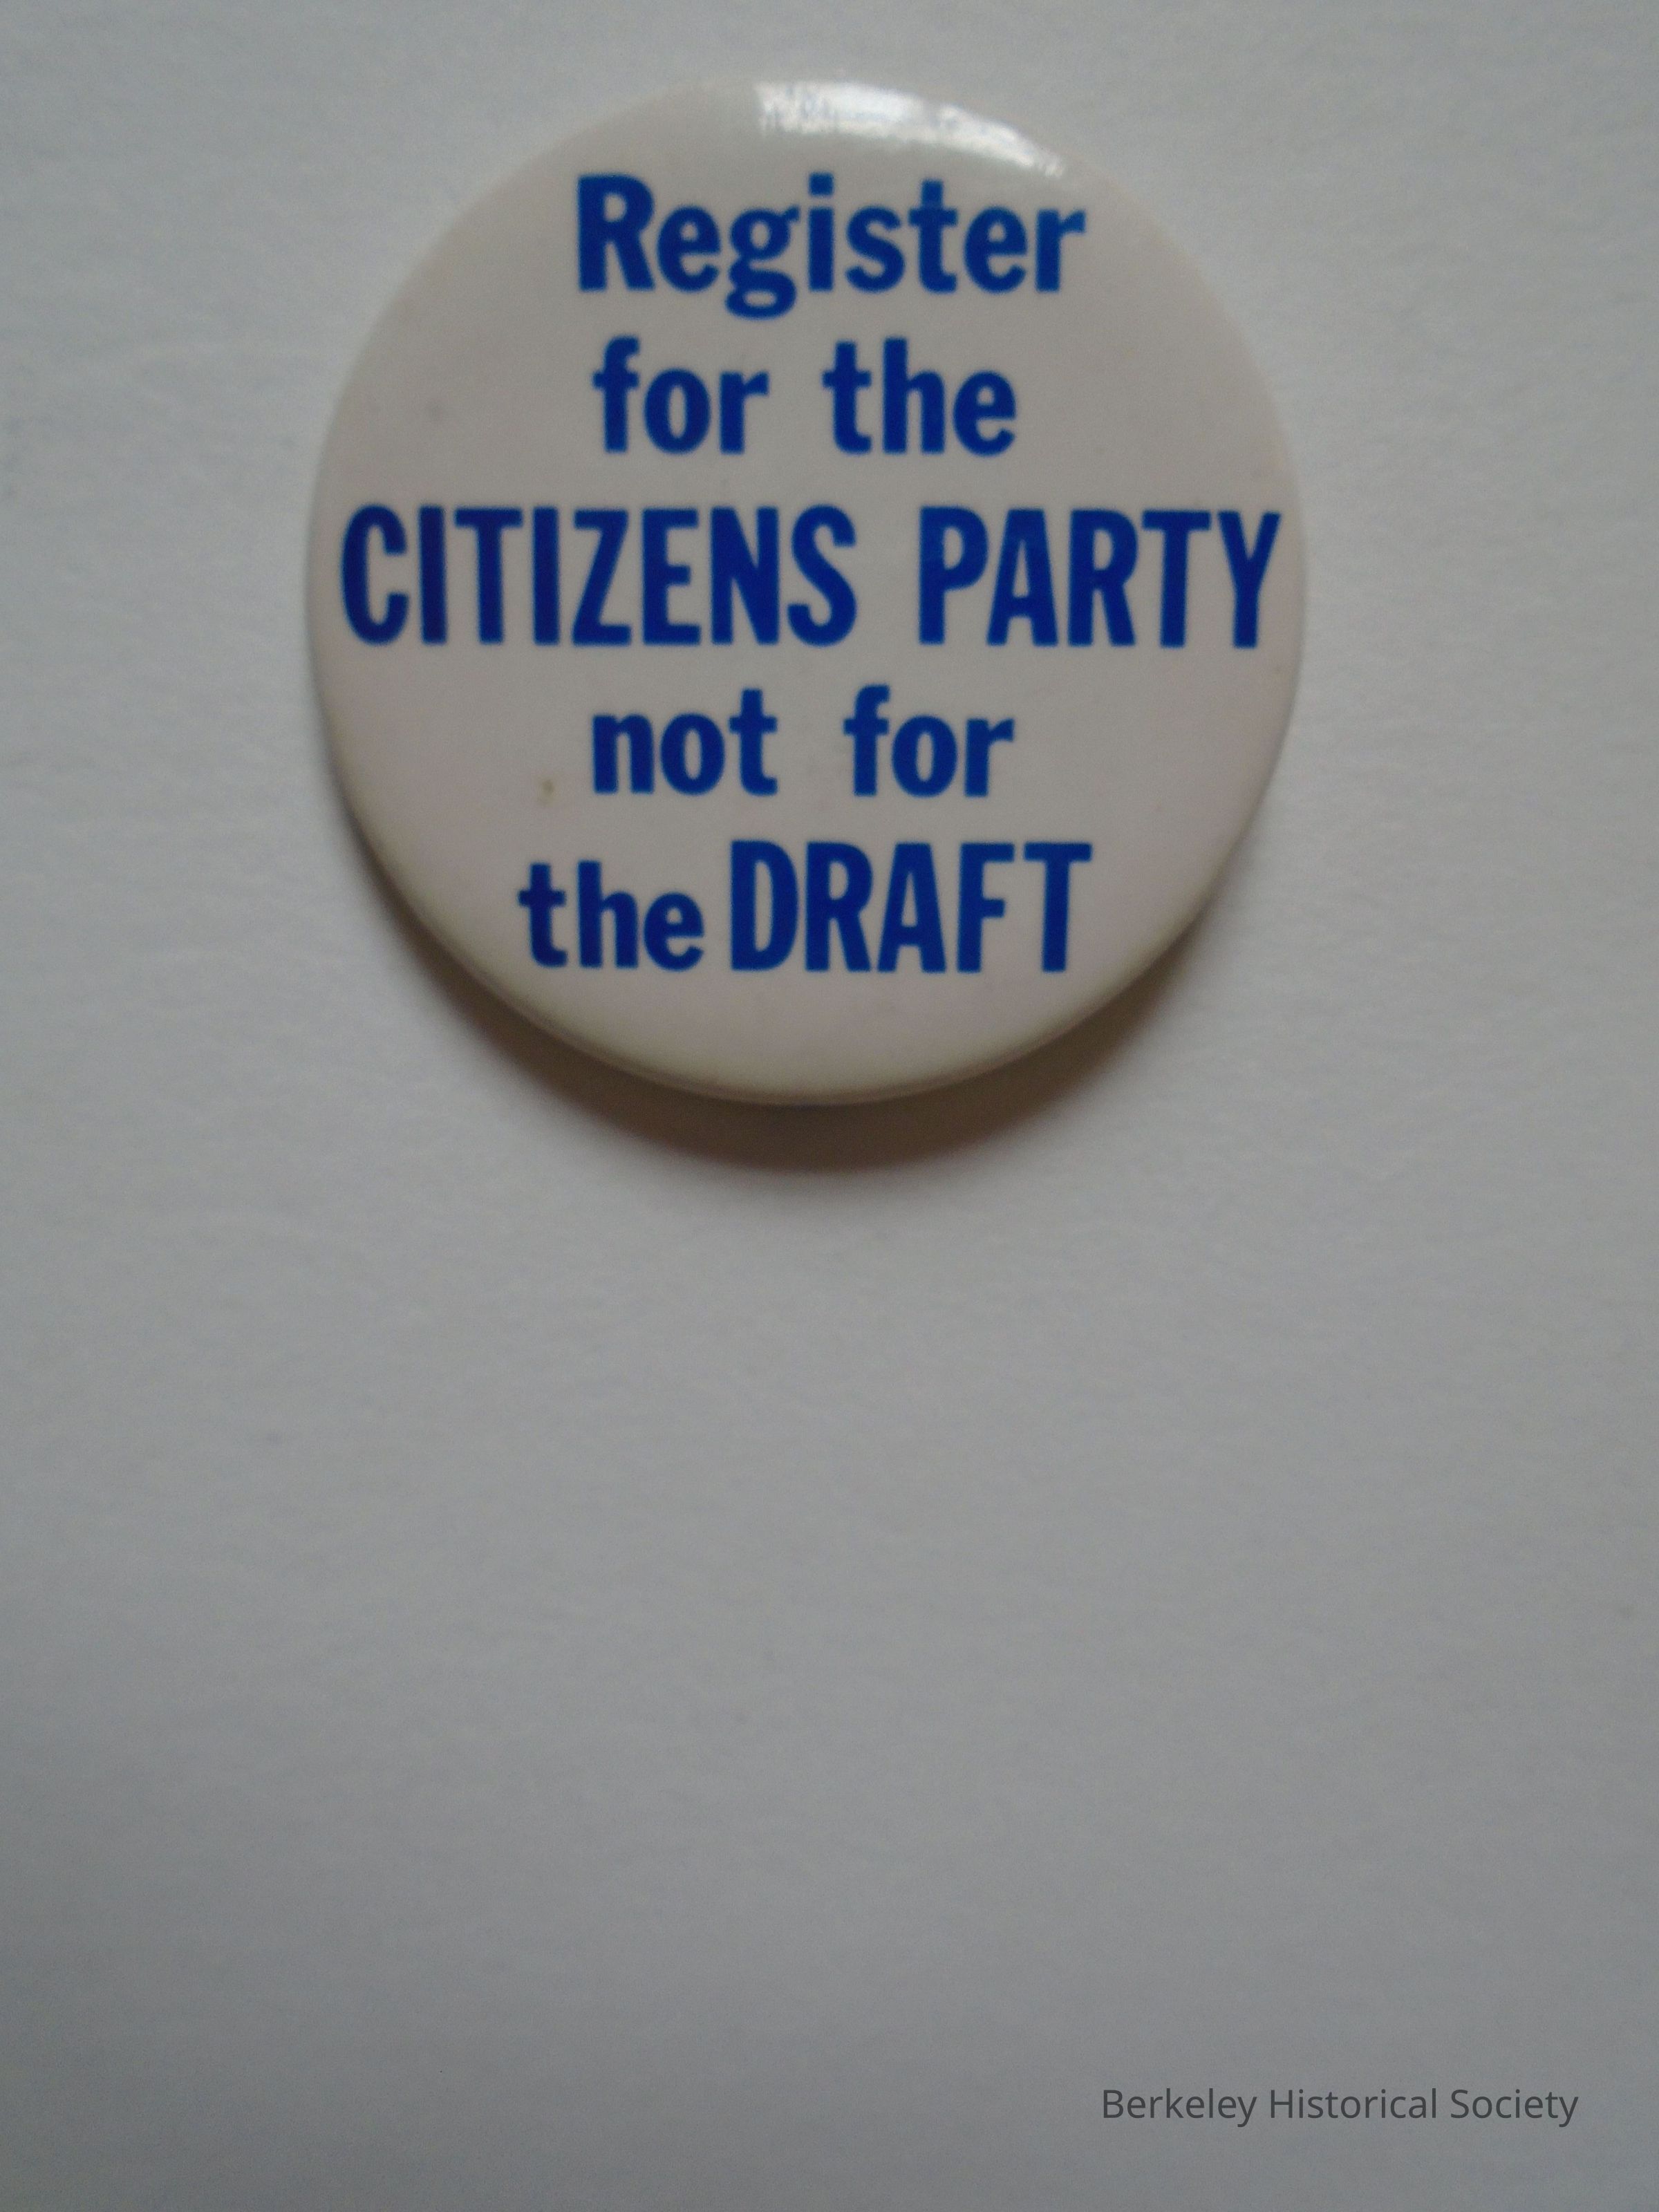 Register
for the
CITIZENS PARTY
not for
the DRAFT
Berkeley Historical Society